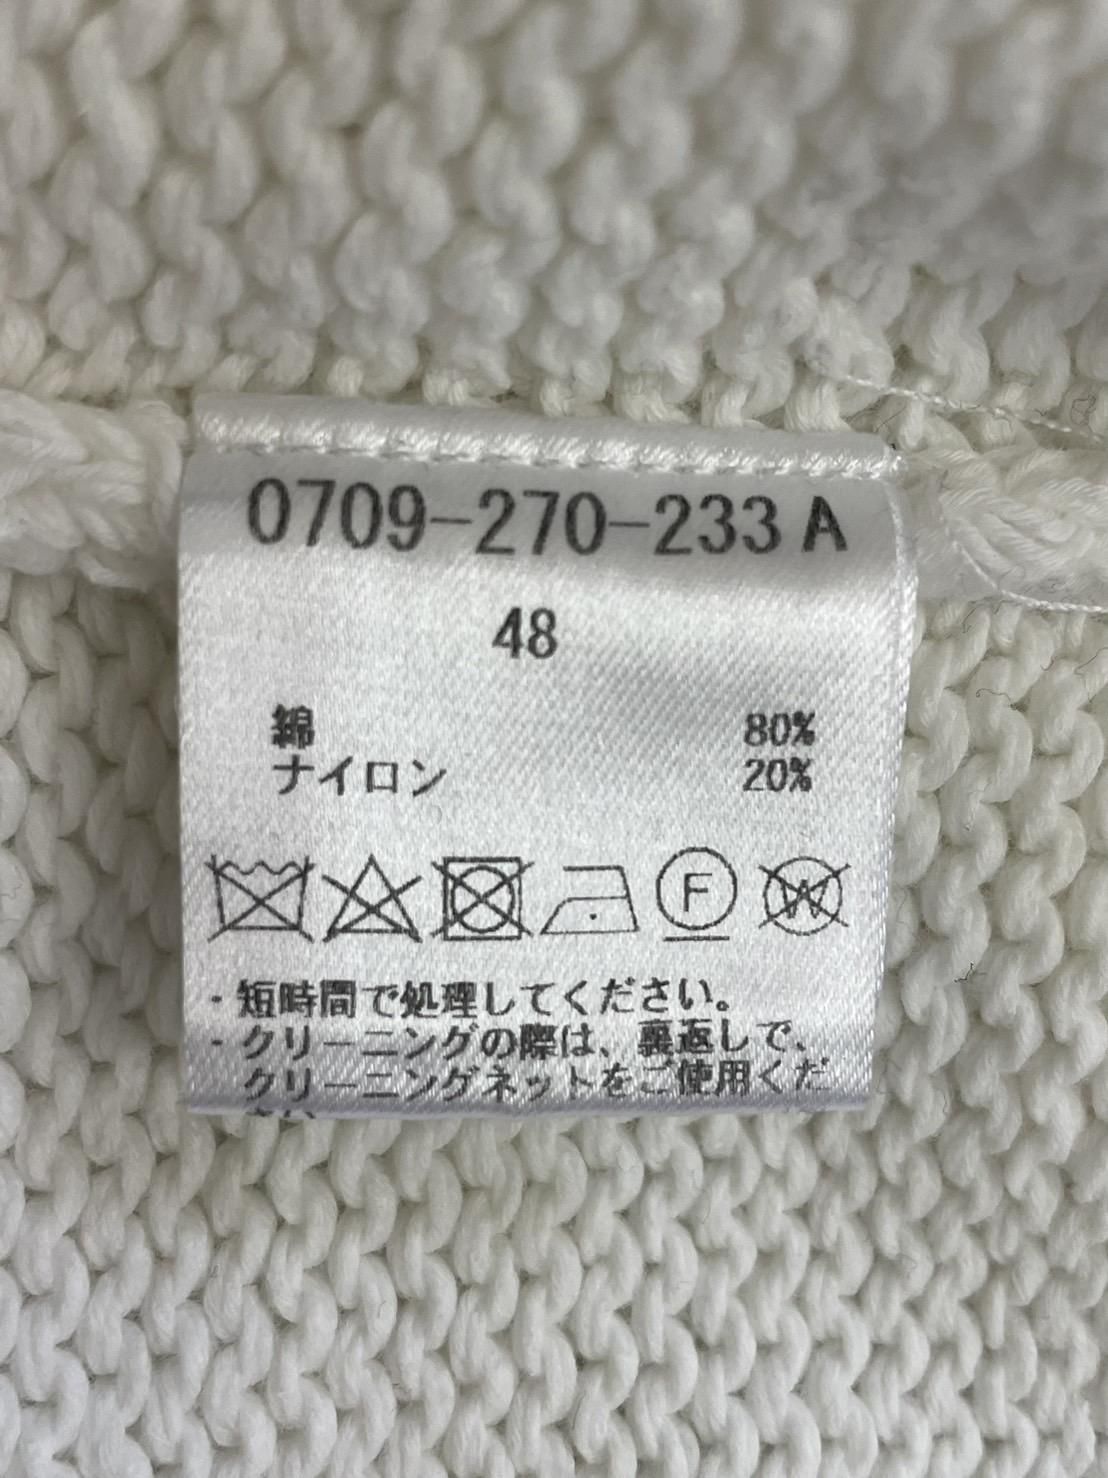 0709-270-233 A
48
綿 80%
ナイロン 20%
F
W
・短時間で処理してください。
・クリーニングの際は、裏返しで、
クリーニングネットをご使用くだ
さい